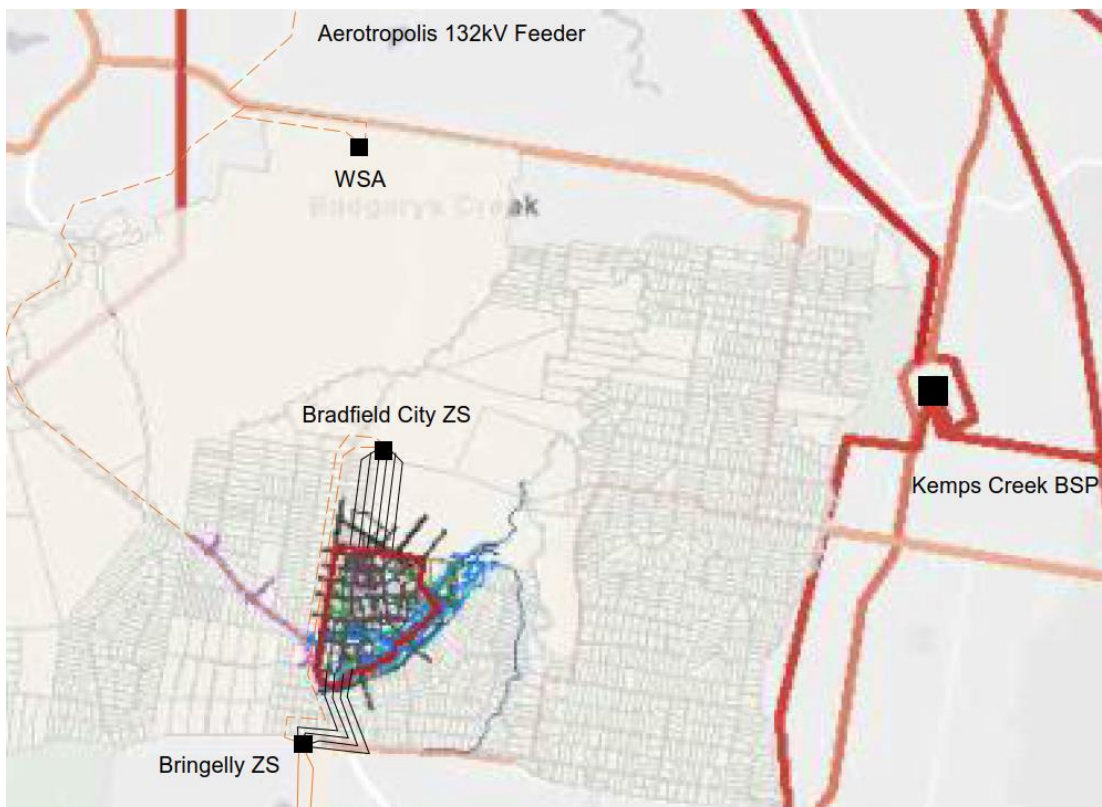 Aerotropolis 132kV Feeder
WSA
Badgerys Creek
Bradfield City ZS
Kemps Creek BSP
Bringelly ZS